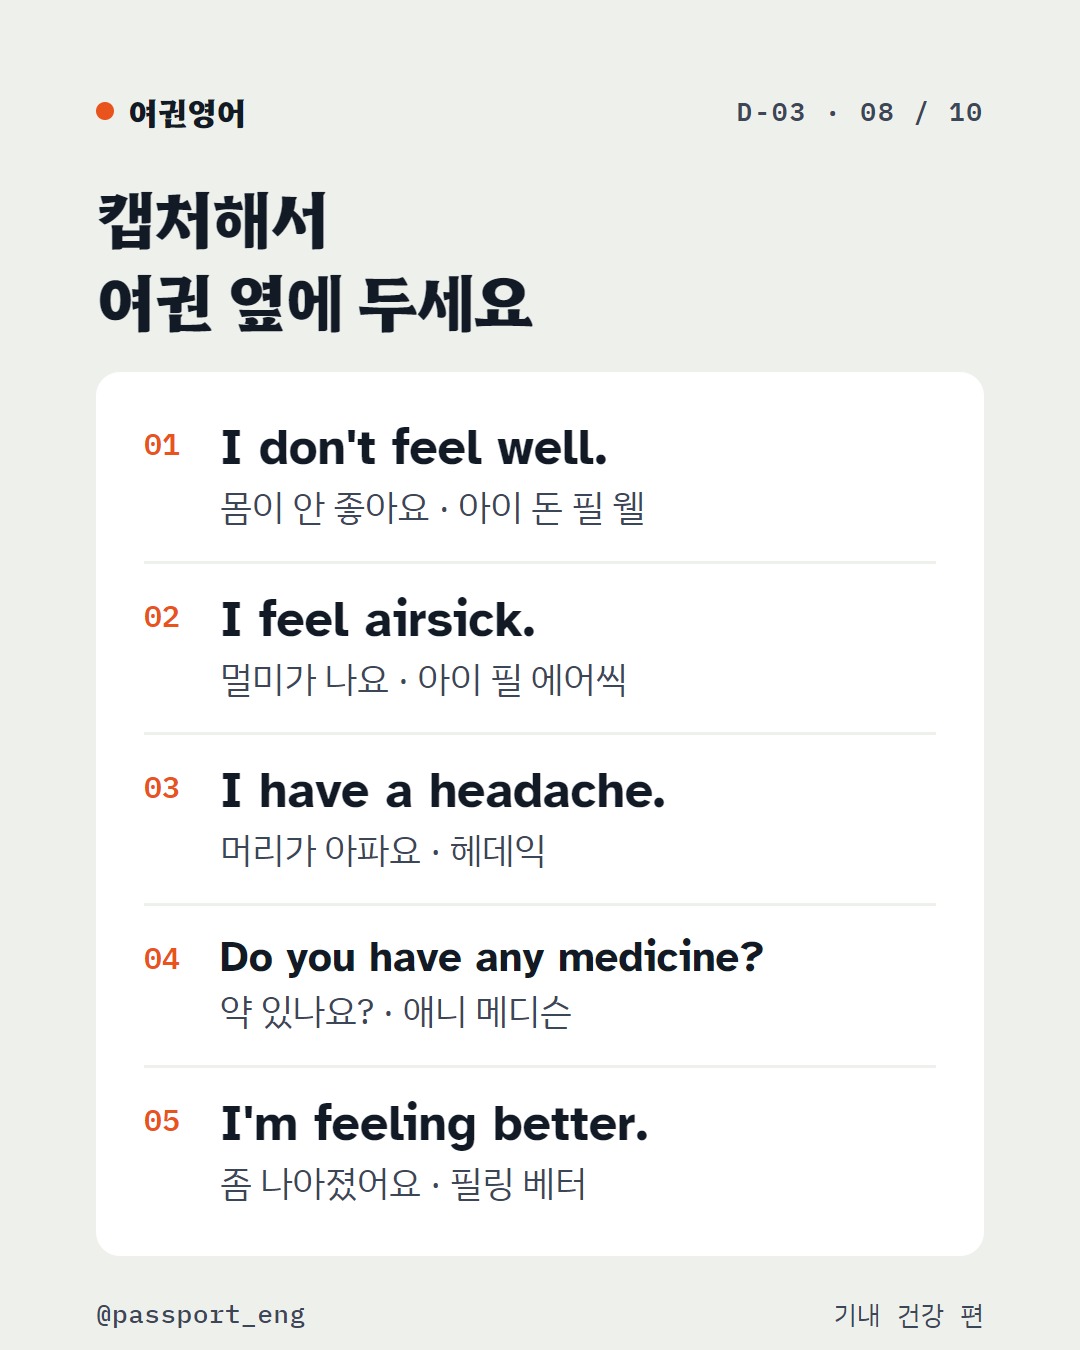 여권영어
D-03 · 08 / 10
캡처해서
여권 옆에 두세요
01 I don't feel well.
몸이 안 좋아요 · 아이 돈 필 웰
02 I feel airsick.
멀미가 나요 · 아이 필 에어씩
03 I have a headache.
머리가 아파요 · 헤데익
04 Do you have any medicine?
약 있나요? · 애니 메디슨
05 I'm feeling better.
좀 나아졌어요 · 필링 베터
@passport_eng
기내 건강 편